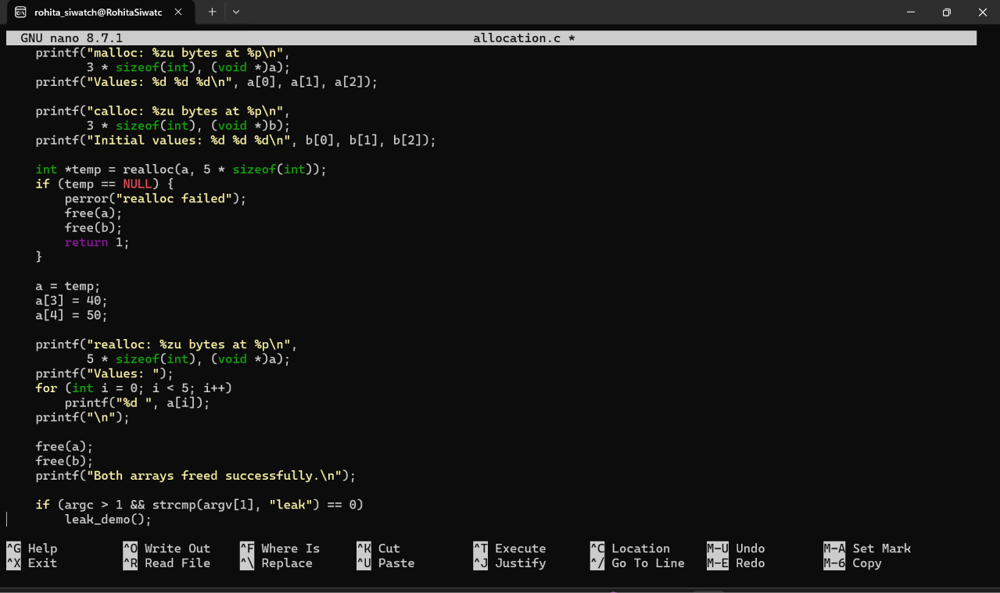 rohita_siwatch@RohitaSiwatc
GNU nano 8.7.1 allocation.c *
printf("malloc: %zu bytes at %p\n",
3 * sizeof(int), (void *)a);
printf("Values: %d %d %d\n", a[0], a[1], a[2]);
printf("calloc: %zu bytes at %p\n",
3 * sizeof(int), (void *)b);
printf("Initial values: %d %d %d\n", b[0], b[1], b[2]);
int *temp = realloc(a, 5 * sizeof(int));
if (temp == NULL) {
perror("realloc failed");
free(a);
free(b);
return 1;
}
a = temp;
a[3] = 40;
a[4] = 50;
printf("realloc: %zu bytes at %p\n",
5 * sizeof(int), (void *)a);
printf("Values: ");
for (int i = 0; i < 5; i++)
printf("%d ", a[i]);
printf("\n");
free(a);
free(b);
printf("Both arrays freed successfully.\n");
if (argc > 1 && strcmp(argv[1], "leak") == 0)
leak_demo();
^G Help ^O Write Out ^F Where Is ^K Cut ^T Execute ^C Location M-U Undo M-A Set Mark
^X Exit ^R Read File ^\ Replace ^U Paste ^J Justify ^/ Go To Line M-E Redo M-6 Copy